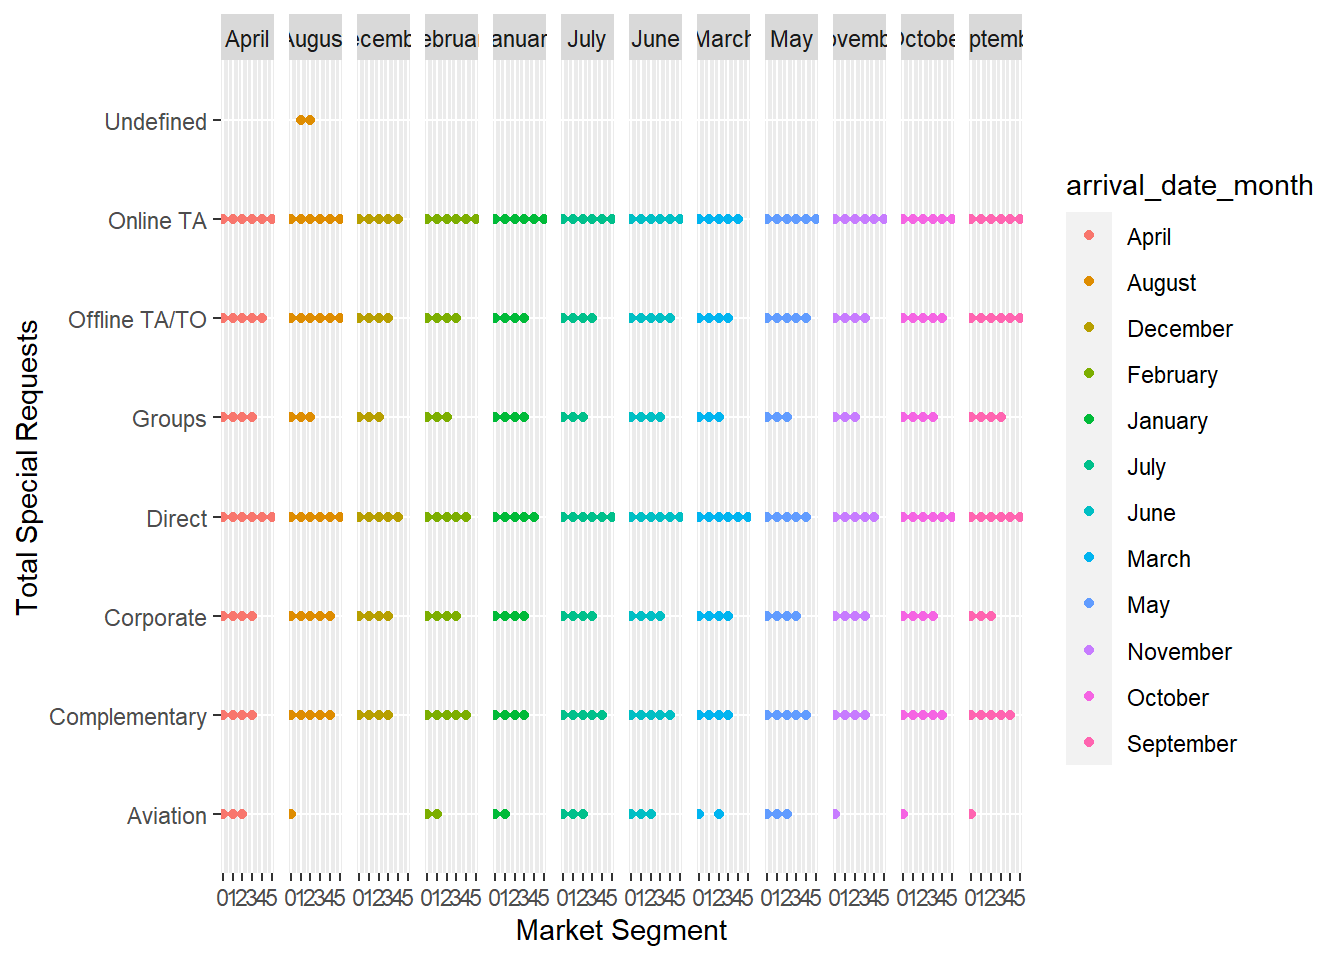 April
Augus
ecemb
ebruar
anuar
July
June
March
May
ovemb
Octobe
ptemb
Undefined
Online TA
Offline TA/TO
Groups
Direct
Corporate
Complementary
Aviation
Total Special Requests
012345
012345
012345
012345
012345
012345
012345
012345
012345
012345
012345
012345
Market Segment
arrival_date_month
April
August
December
February
January
July
June
March
May
November
October
September